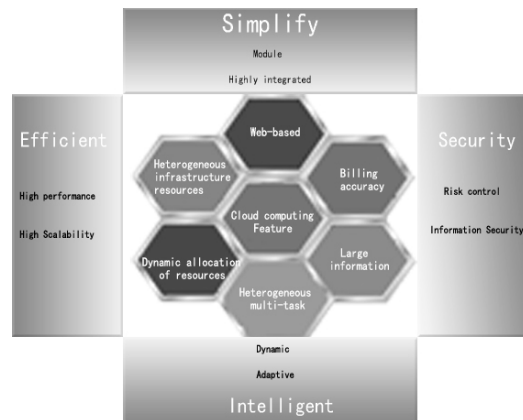 Simplify
Module
Highly integrated
Efficient
High performance
High Scalability
Web-based
Heterogeneous
infrastructure
resources
Billing
accuracy
Cloud computing
Feature
Dynamic allocation
of resources
Large
information
Heterogeneous
multi-task
Security
Risk control
Information Security
Dynamic
Adaptive
Intelligent